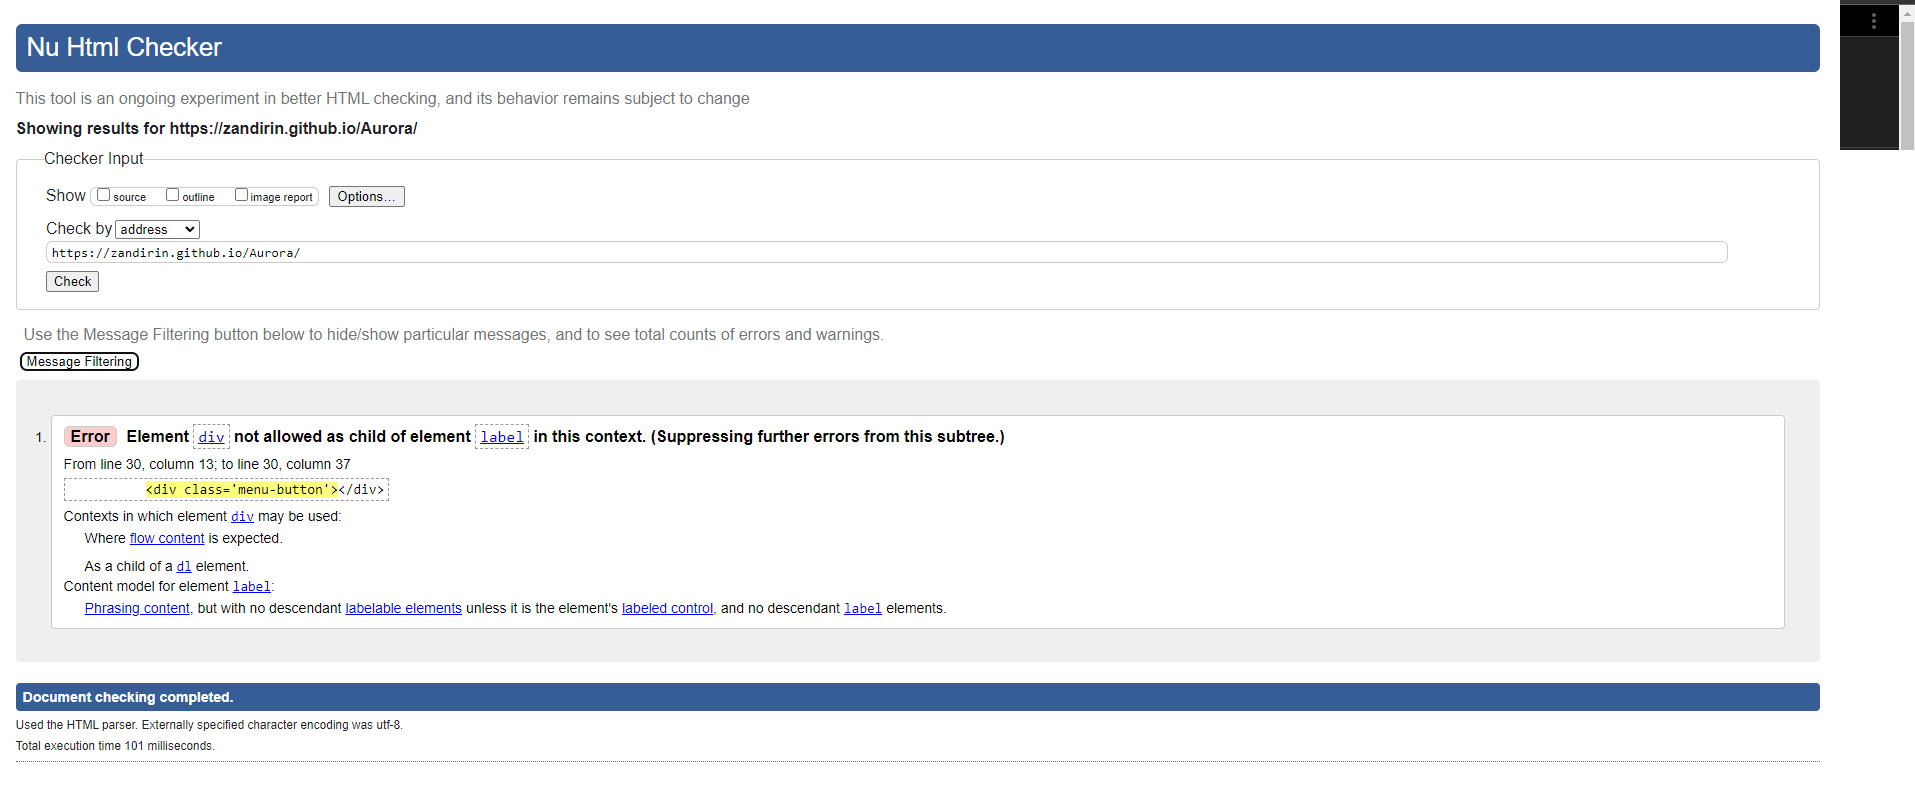 Nu Html Checker
This tool is an ongoing experiment in better HTML checking, and its behavior remains subject to change
Showing results for https://zandirin.github.io/Aurora/
Checker Input
Show source outline image report Options...
Check by address
https://zandirin.github.io/Aurora/
Check
Use the Message Filtering button below to hide/show particular messages, and to see total counts of errors and warnings.
Message Filtering
1. Error Element div not allowed as child of element label in this context. (Suppressing further errors from this subtree.)
From line 30, column 13; to line 30, column 37
<div class='menu-button'></div>
Contexts in which element div may be used:
Where flow content is expected.
As a child of a dl element.
Content model for element label:
Phrasing content, but with no descendant labelable elements unless it is the element's labeled control, and no descendant label elements.
Document checking completed.
Used the HTML parser. Externally specified character encoding was utf-8.
Total execution time 101 milliseconds.